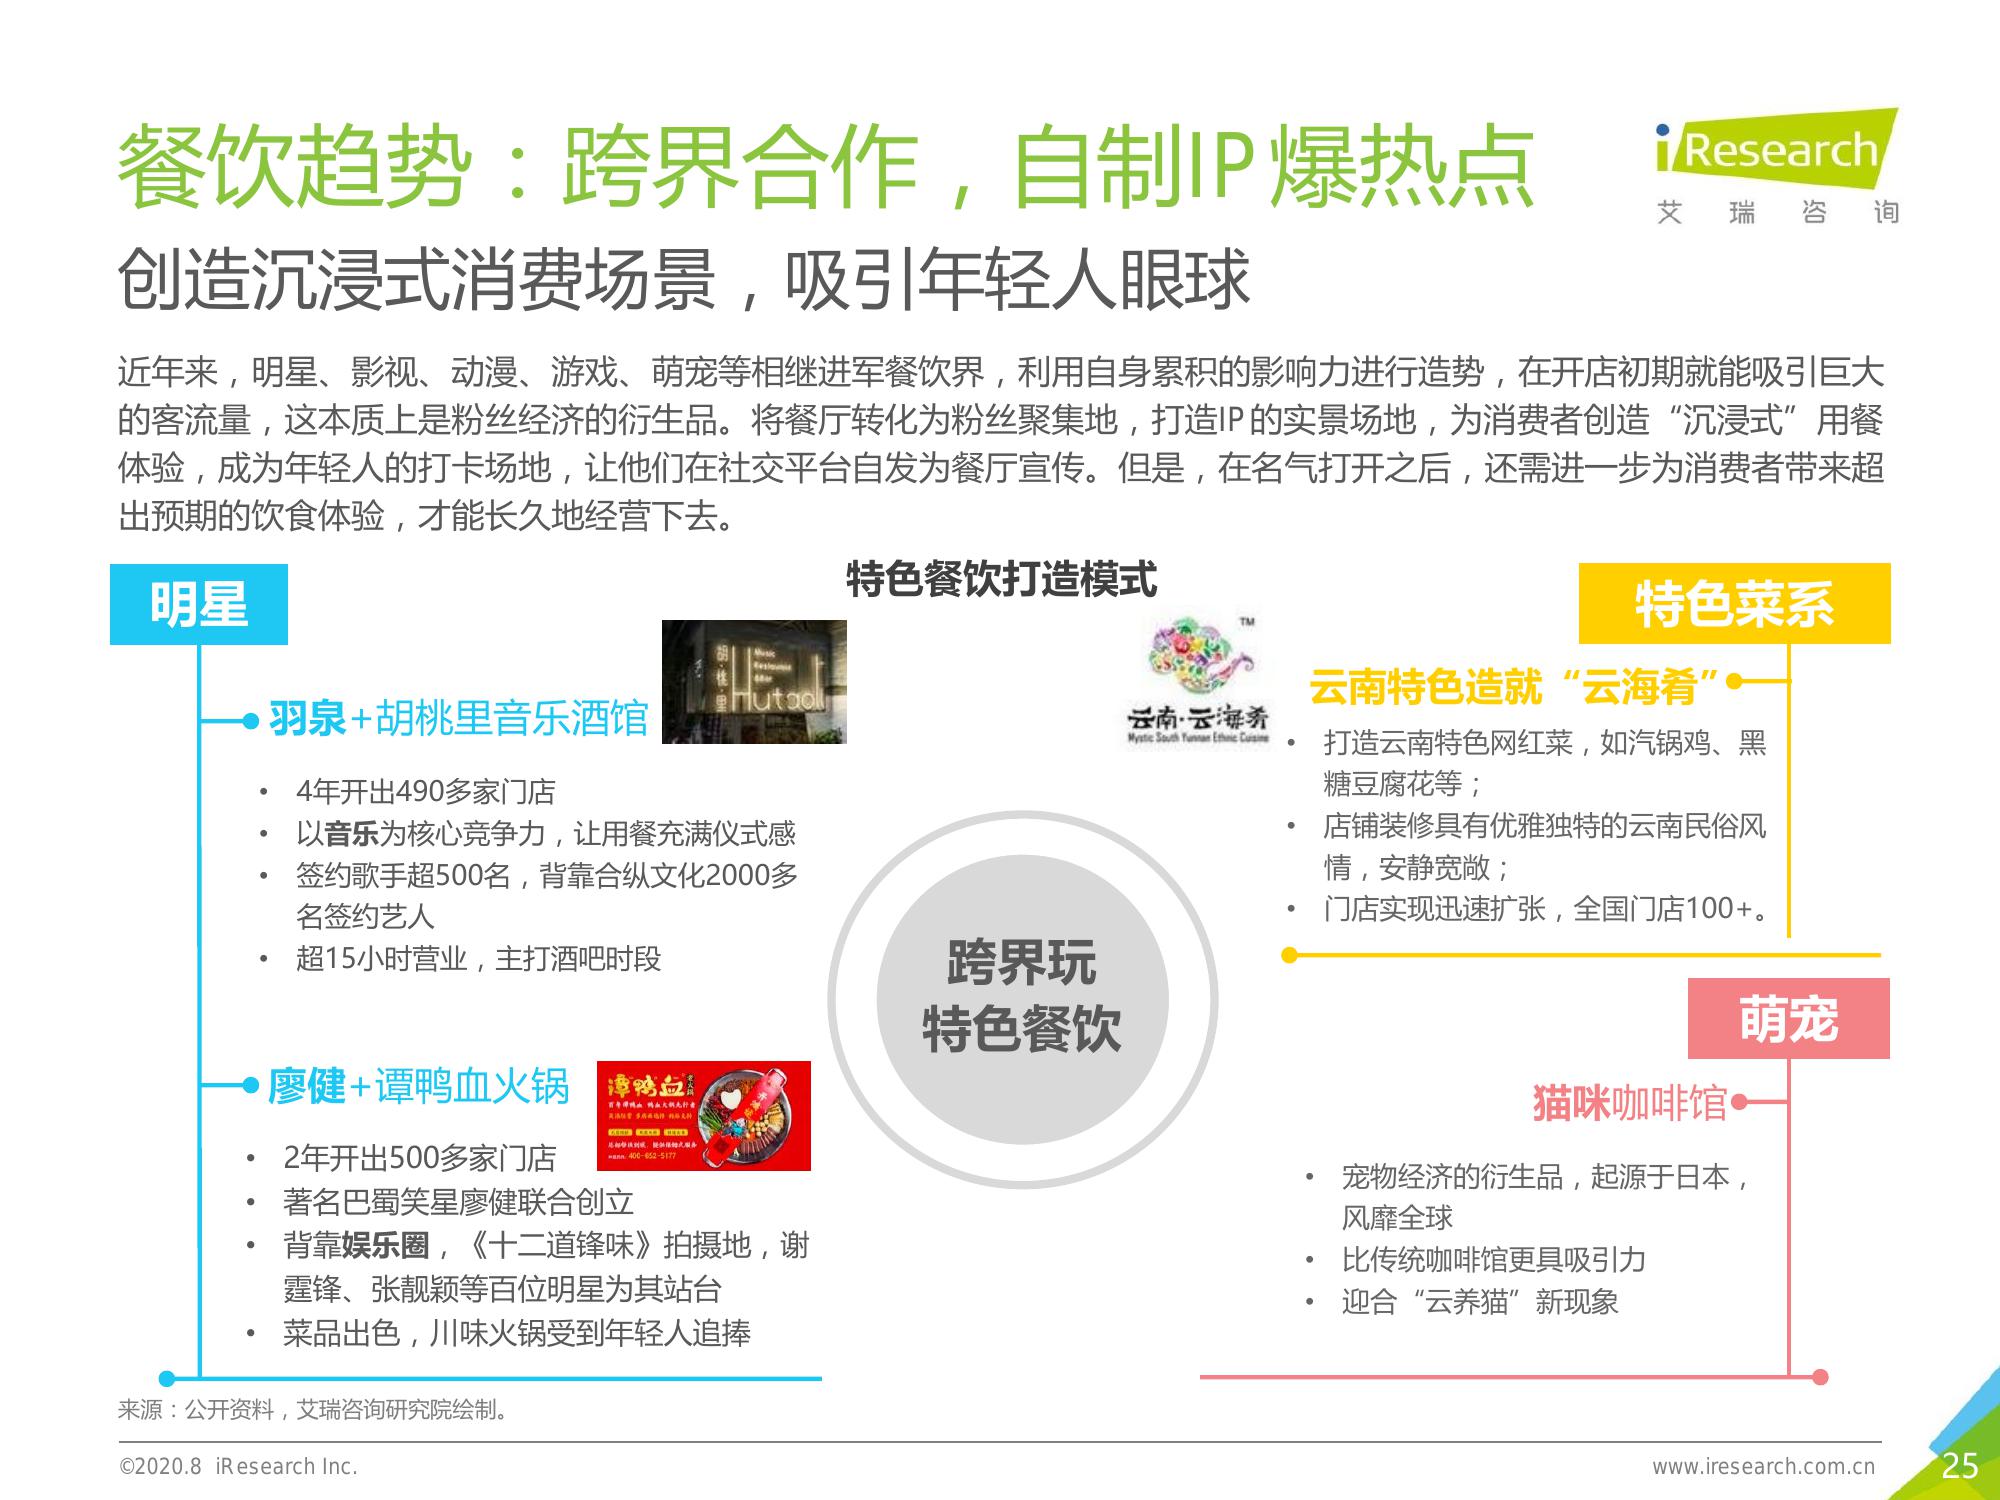 餐饮趋势：跨界合作，自制IP爆热点
iResearch
艾瑞咨询
创造沉浸式消费场景，吸引年轻人眼球
近年来，明星、影视、动漫、游戏、萌宠等相继进军餐饮界，利用自身累积的影响力进行造势，在开店初期就能吸引巨大
的客流量，这本质上是粉丝经济的衍生品。将餐厅转化为粉丝聚集地，打造IP的实景场地，为消费者创造“沉浸式”用餐
体验，成为年轻人的打卡场地，让他们在社交平台自发为餐厅宣传。但是，在名气打开之后，还需进一步为消费者带来超
出预期的饮食体验，才能长久地经营下去。
特色餐饮打造模式
明星
羽泉+胡桃里音乐酒馆
胡·桃·里
Music
Restaurant
&Bar
hutaoli
• 4年开出490多家门店
• 以音乐为核心竞争力，让用餐充满仪式感
• 签约歌手超500名，背靠合纵文化2000多
名签约艺人
• 超15小时营业，主打酒吧时段
廖健+谭鸭血火锅
谭鸭血
老火锅
百年谭鸭血 鸭血火锅先行者
400-652-5177
• 2年开出500多家门店
• 著名巴蜀笑星廖健联合创立
• 背靠娱乐圈，《十二道锋味》拍摄地，谢
霆锋、张靓颖等百位明星为其站台
• 菜品出色，川味火锅受到年轻人追捧
跨界玩
特色餐饮
特色菜系
TM
云南·云海肴
Mystic South Yunnan Ethnic Cuisine
云南特色造就“云海肴”
• 打造云南特色网红菜，如汽锅鸡、黑
糖豆腐花等；
• 店铺装修具有优雅独特的云南民俗风
情，安静宽敞；
• 门店实现迅速扩张，全国门店100+。
萌宠
猫咪咖啡馆
• 宠物经济的衍生品，起源于日本，
风靡全球
• 比传统咖啡馆更具吸引力
• 迎合“云养猫”新现象
来源：公开资料，艾瑞咨询研究院绘制。
©2020.8 iResearch Inc.
www.iresearch.com.cn
25